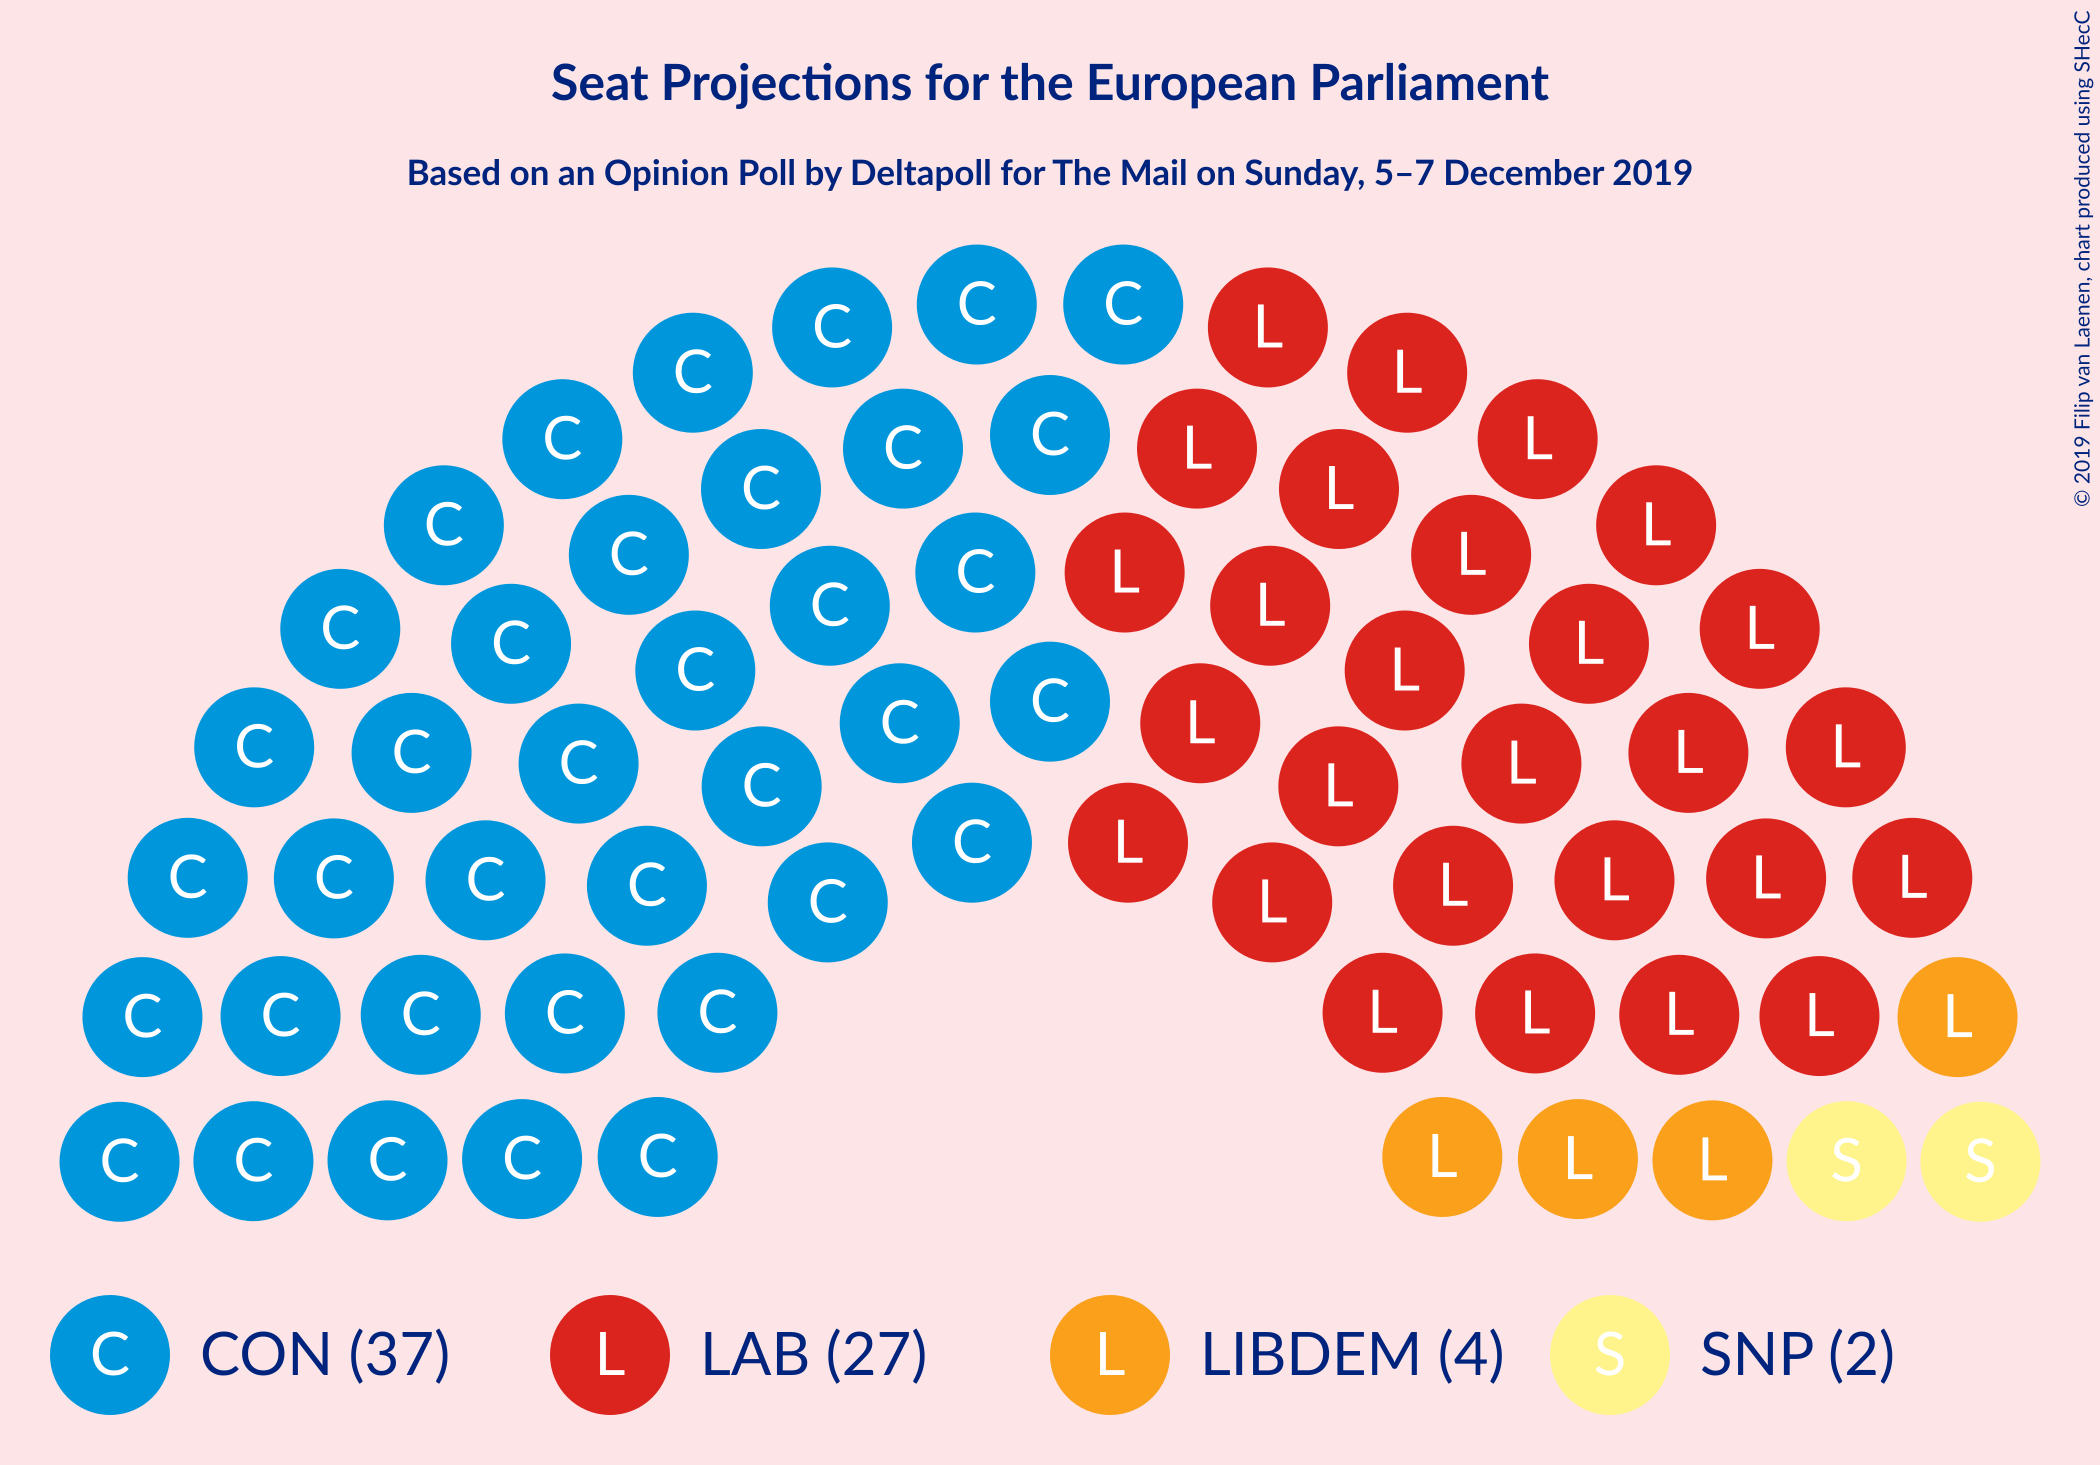 Seat Projections for the European Parliament
Based on an Opinion Poll by Deltapoll for The Mail on Sunday, 5–7 December 2019
© 2019 Filip van Laenen, chart produced using SHecC
C C
C L
C L
C
C L
C L
C L
C L
C L
C L
C L
C L
C L
C L
C
C L
C C C L L L
C L
C L
C C C C L L L L
C L
C C C C C L L L L L
C C C C C L L L S S
C CON (37) L LAB (27) L LIBDEM (4) S SNP (2)